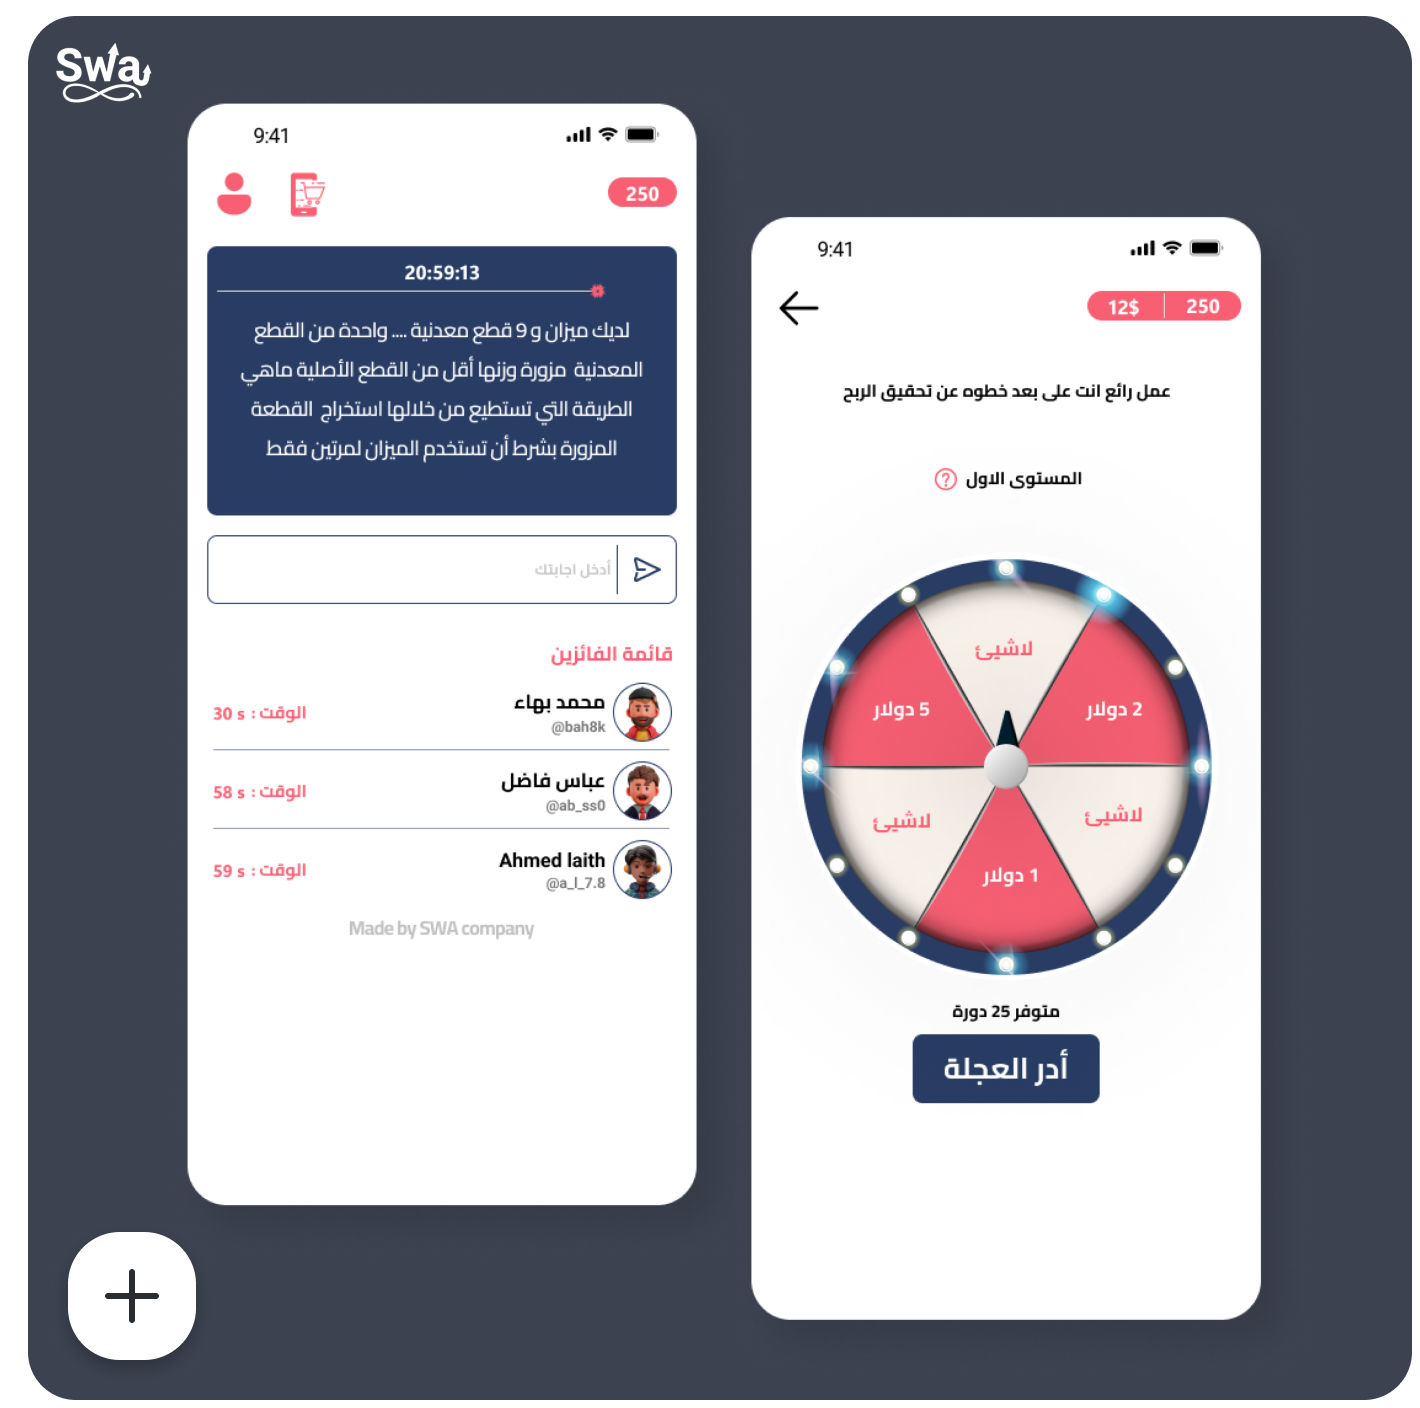 Swa
9:41
250
20:59:13
لديك ميزان و 9 قطع معدنية .... واحدة من القطع
المعدنية مزورة وزنها أقل من القطع الأصلية ماهي
الطريقة التي تستطيع من خلالها استخراج القطعة
المزورة بشرط أن تستخدم الميزان لمرتين فقط
أدخل اجابتك
قائمة الفائزين
محمد بهاء
@bah8k
الوقت : 30 s
عباس فاضل
@ab_ss0
الوقت : 58 s
Ahmed laith
@a_l_7.8
الوقت : 59 s
Made by SWA company
9:41
12$ 250
عمل رائع انت على بعد خطوه عن تحقيق الربح
المستوى الاول ?
لاشيئ
2 دولار
5 دولار
لاشيئ
لاشيئ
1 دولار
متوفر 25 دورة
أدر العجلة